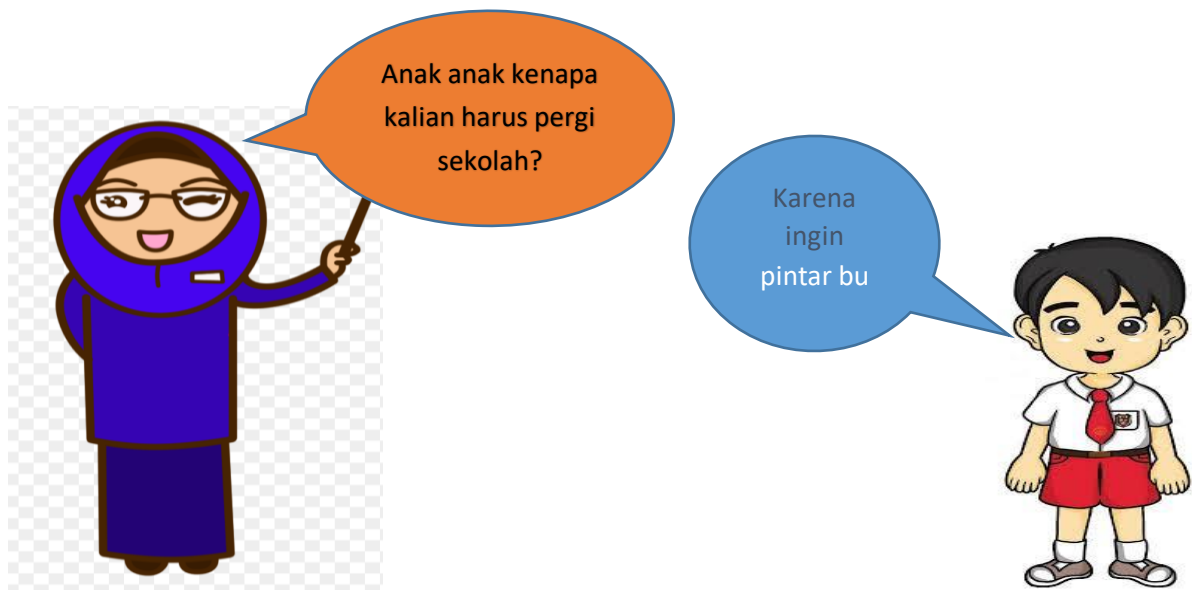 Anak anak kenapa
kalian harus pergi
sekolah?
Karena
ingin
pintar bu